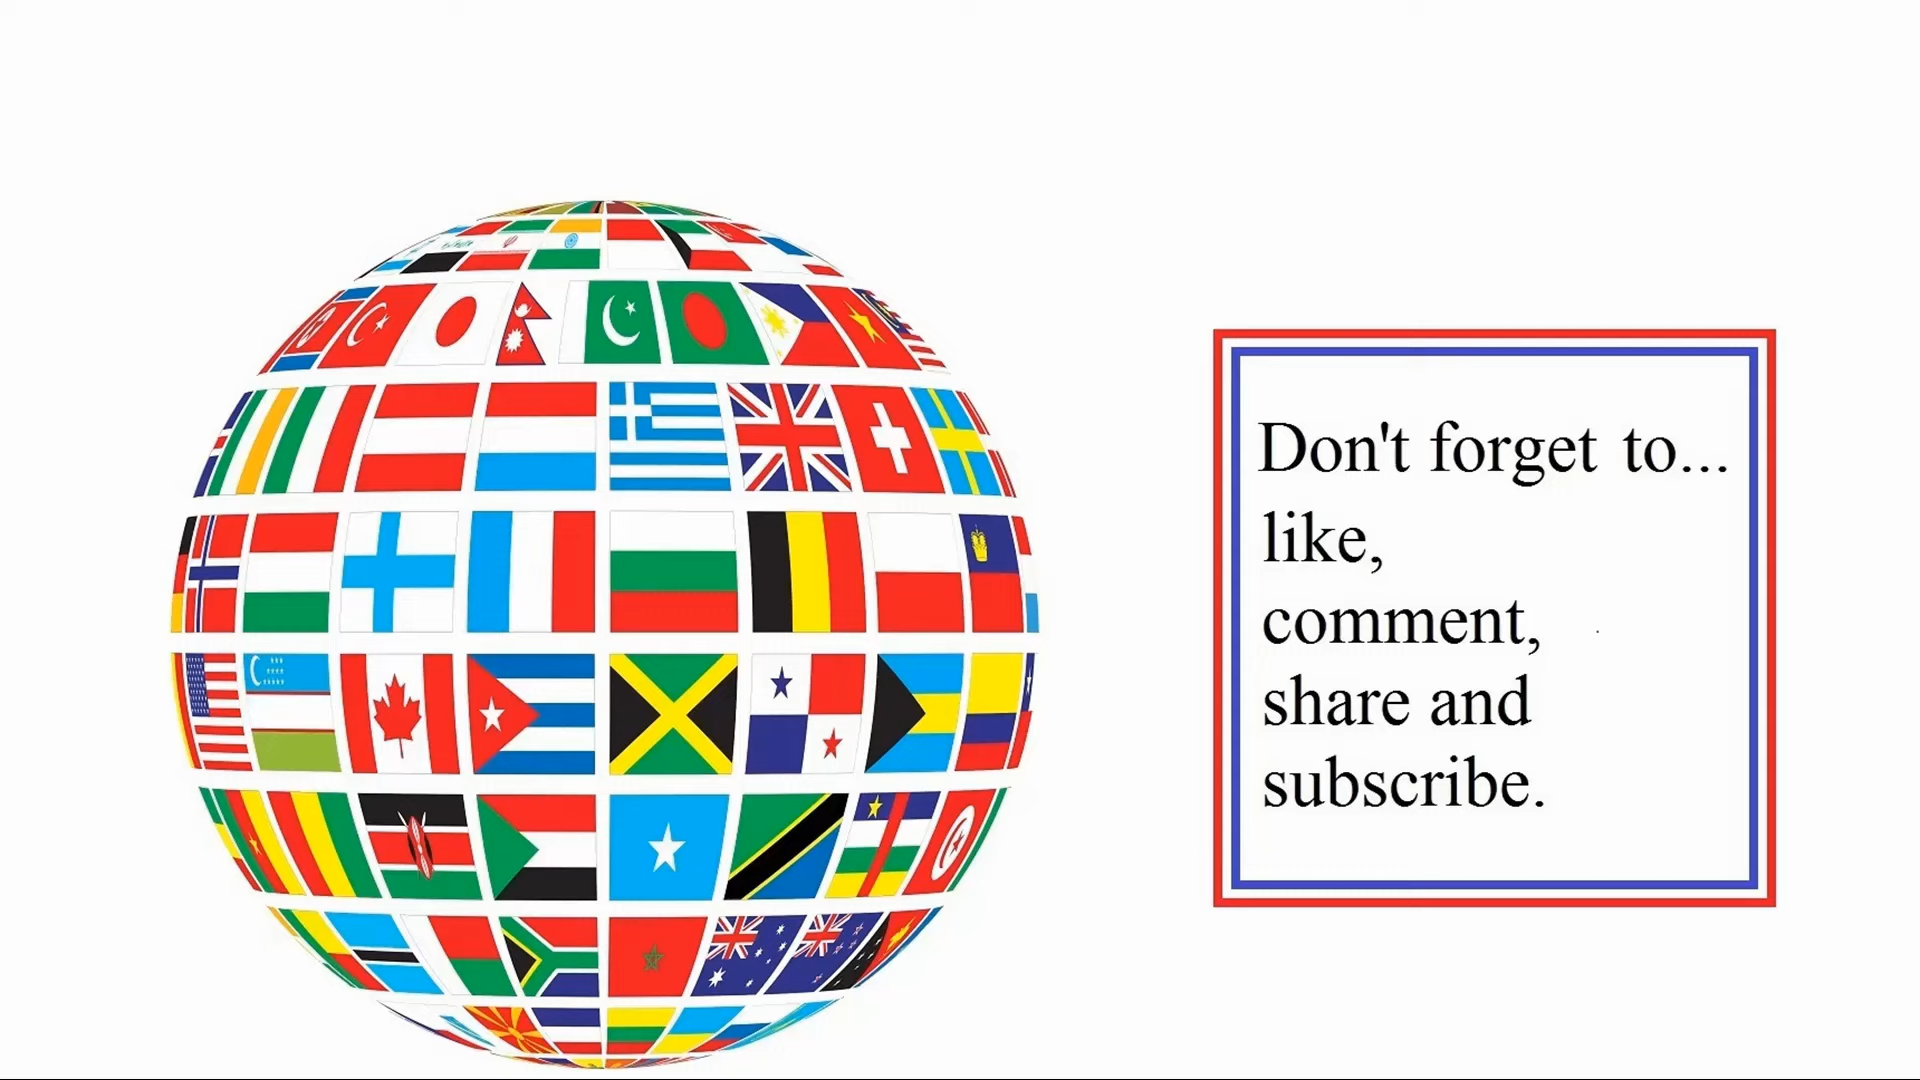 Don't forget to...
like,
comment,
share and
subscribe.